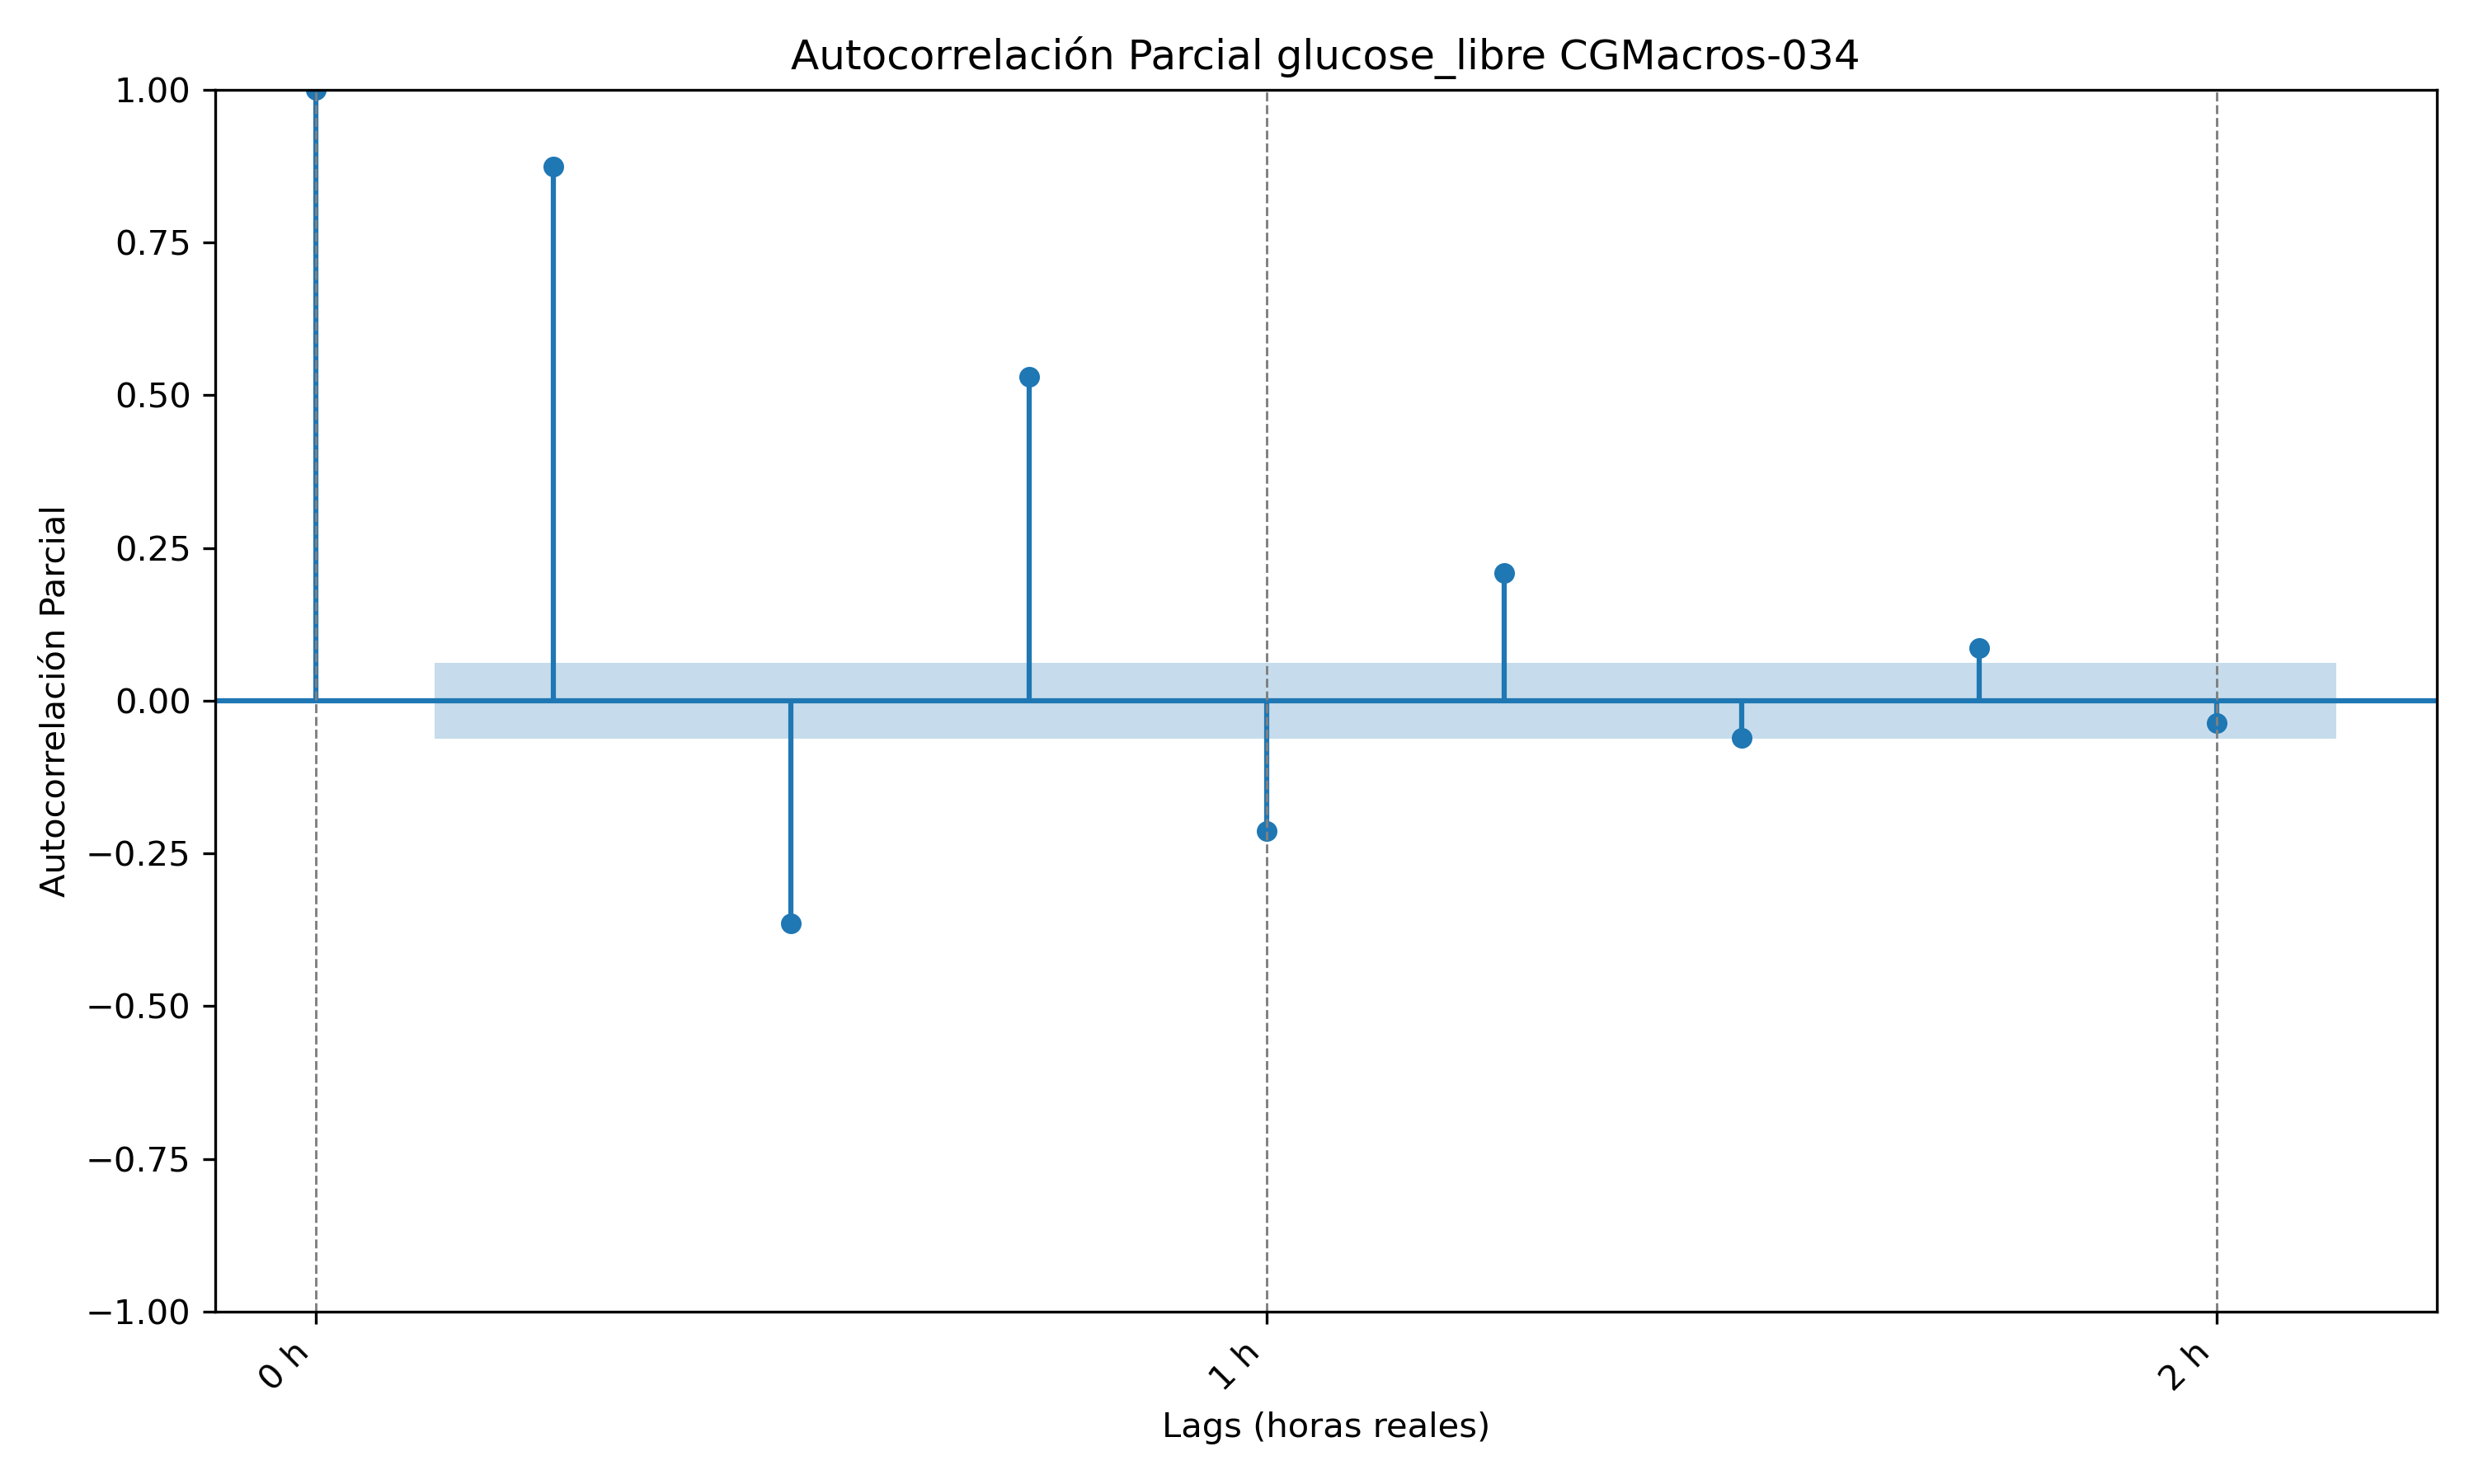 Autocorrelación Parcial glucose_libre CGMacros-034
1.00
0.75
0.50
0.25
0.00
−0.25
−0.50
−0.75
−1.00
Autocorrelación Parcial
0 h
1 h
2 h
Lags (horas reales)